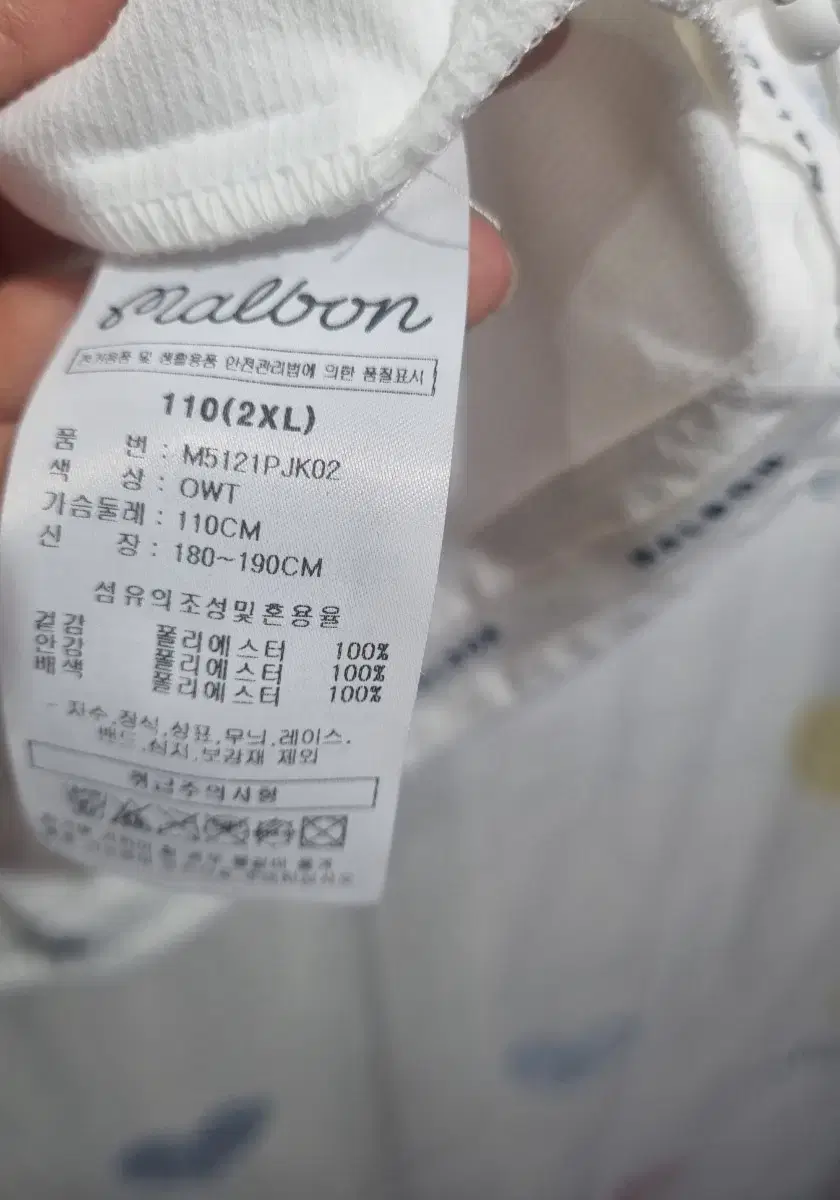 malbon
전기용품 및 생활용품 안전관리법에 의한 품질표시
110(2XL)
품 번 : M5121PJK02
색 상 : OWT
가슴둘레 : 110CM
신 장 : 180~190CM
섬유의조성및혼용율
겉감 폴리에스터 100%
안감 폴리에스터 100%
배색 폴리에스터 100%
- 자수,장식,상표,무늬,레이스,
밴드,심지,보강재 제외
취급주의사항
MALBON